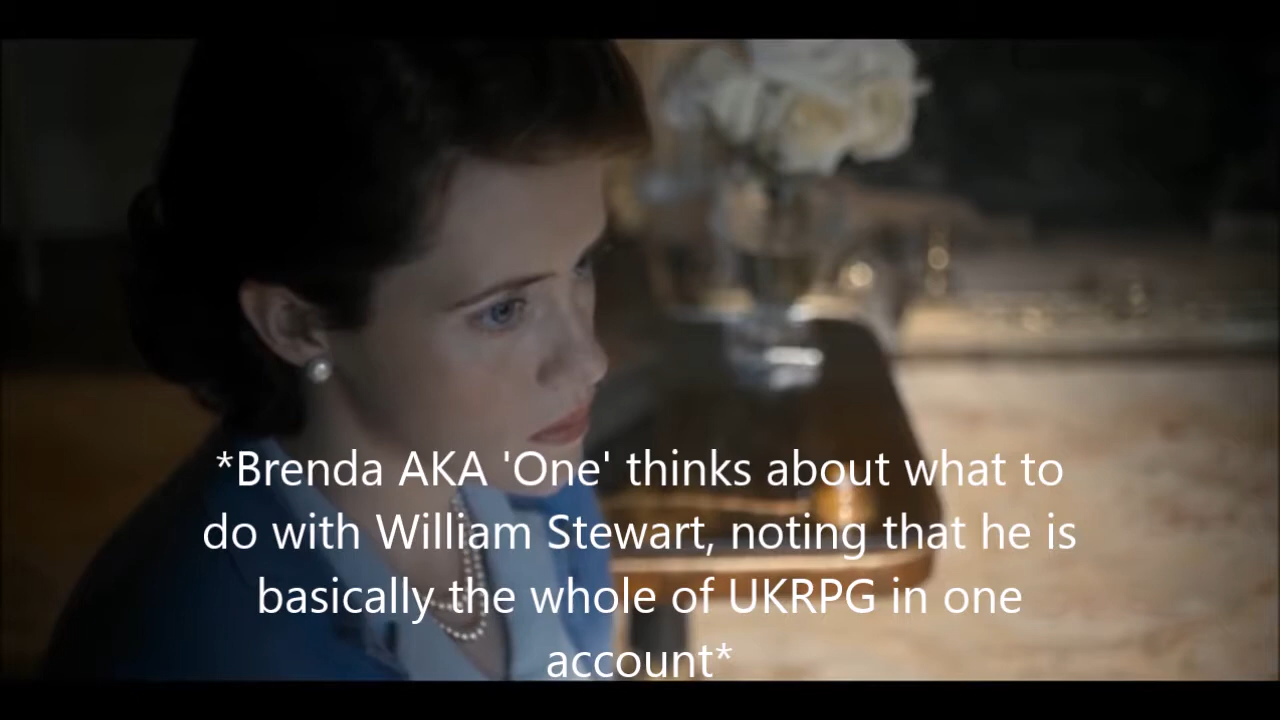 *Brenda AKA 'One' thinks about what to
do with William Stewart, noting that he is
basically the whole of UKRPG in one
account*